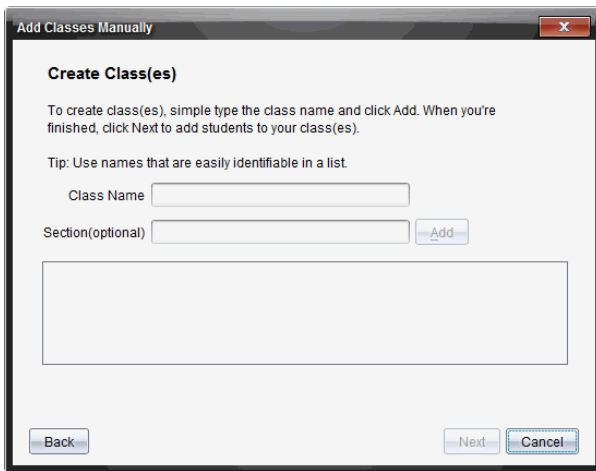 Add Classes Manually
Create Class(es)
To create class(es), simple type the class name and click Add. When you're
finished, click Next to add students to your class(es).
Tip: Use names that are easily identifiable in a list.
Class Name
Section(optional) Add
Back Next Cancel